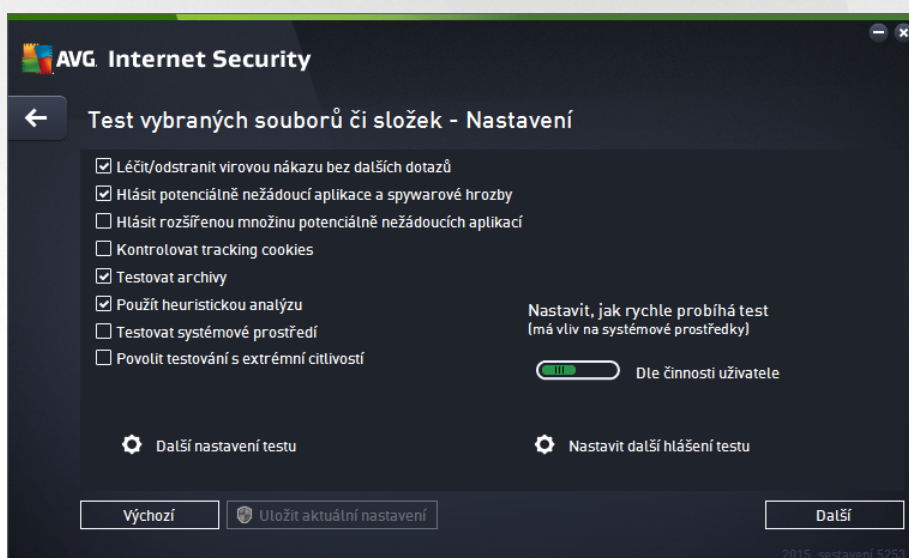 AVG. Internet Security
Test vybraných souborů či složek - Nastavení
Léčit/odstranit virovou nákazu bez dalších dotazů
Hlásit potenciálně nežádoucí aplikace a spywarové hrozby
Hlásit rozšířenou množinu potenciálně nežádoucích aplikací
Kontrolovat tracking cookies
Testovat archivy
Použít heuristickou analýzu
Testovat systémové prostředí
Povolit testování s extrémní citlivostí
Nastavit, jak rychle probíhá test
(má vliv na systémové prostředky)
Dle činnosti uživatele
Další nastavení testu
Nastavit další hlášení testu
Výchozí
Uložit aktuální nastavení
Další
2015, sestavení 5253